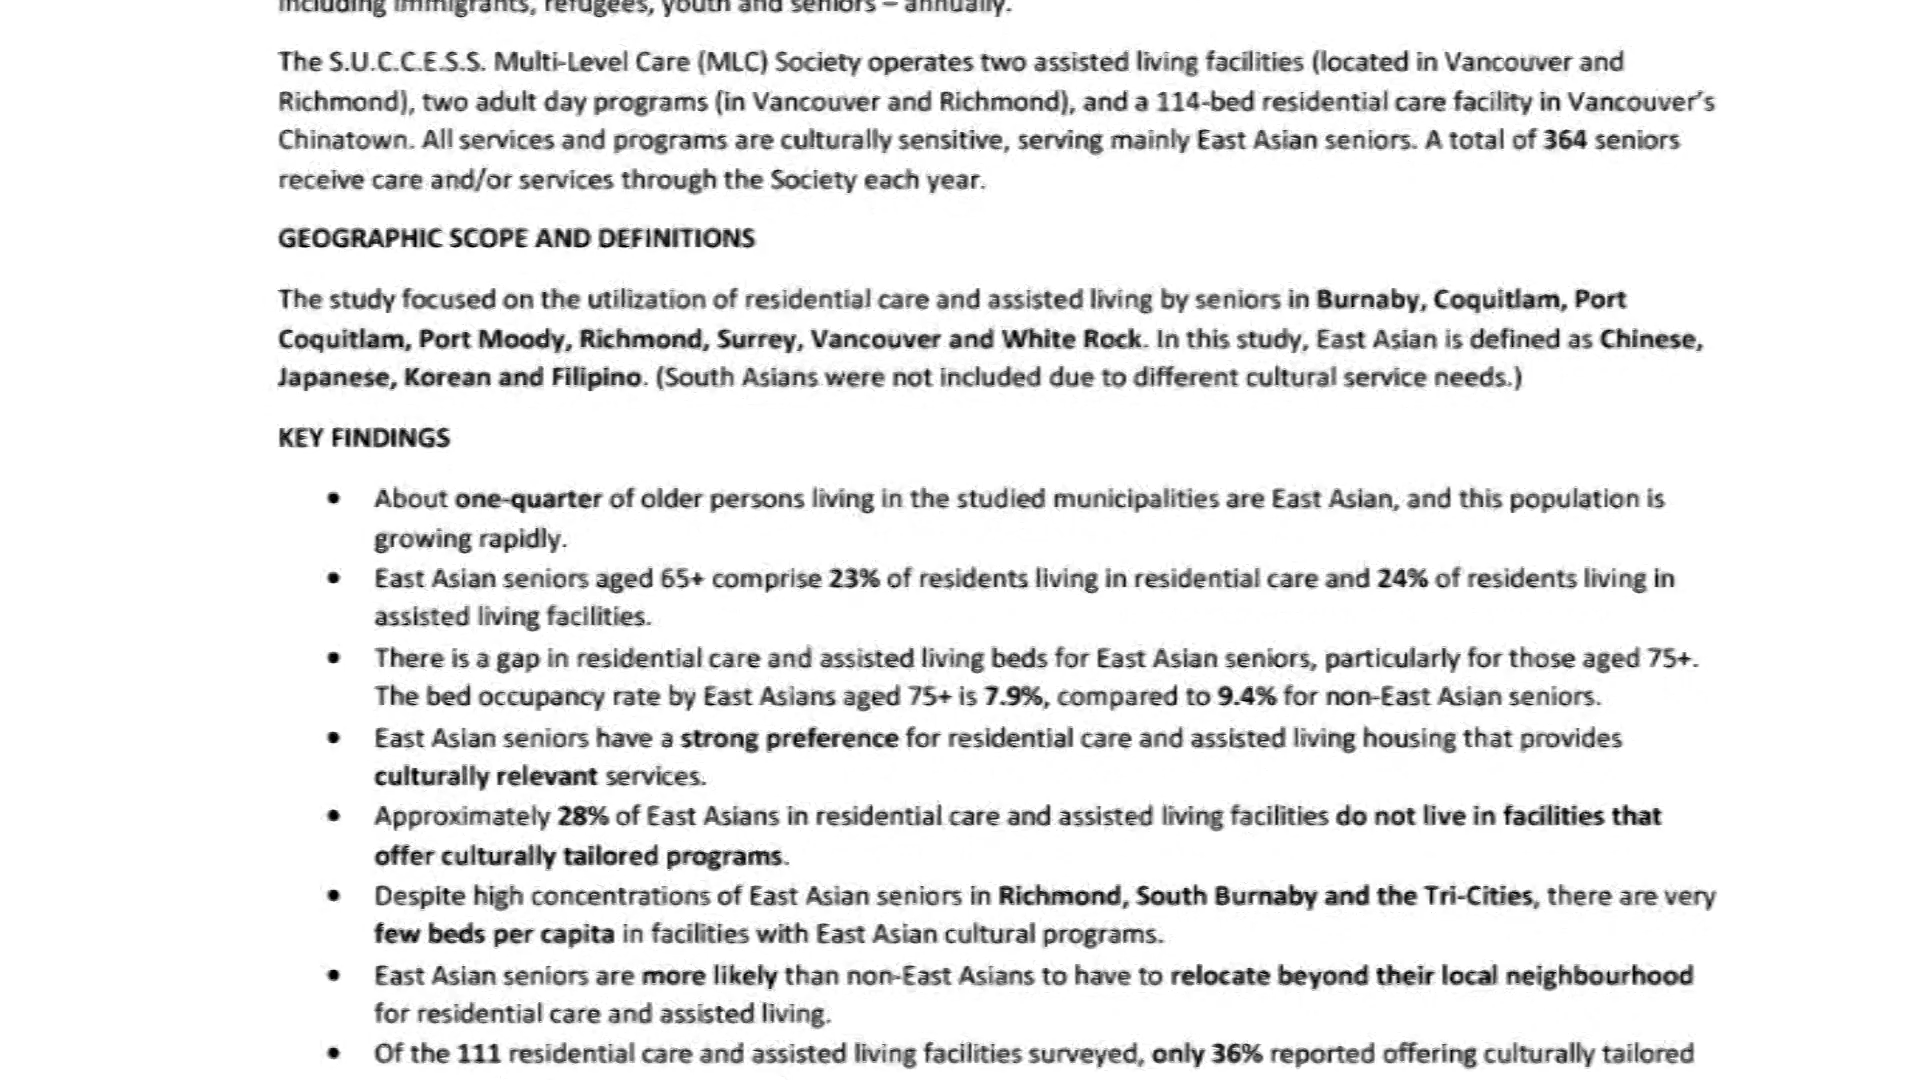 including immigrants, refugees, youth and seniors – annually.
The S.U.C.C.E.S.S. Multi-Level Care (MLC) Society operates two assisted living facilities (located in Vancouver and
Richmond), two adult day programs (in Vancouver and Richmond), and a 114-bed residential care facility in Vancouver's
Chinatown. All services and programs are culturally sensitive, serving mainly East Asian seniors. A total of 364 seniors
receive care and/or services through the Society each year.
GEOGRAPHIC SCOPE AND DEFINITIONS
The study focused on the utilization of residential care and assisted living by seniors in Burnaby, Coquitlam, Port
Coquitlam, Port Moody, Richmond, Surrey, Vancouver and White Rock. In this study, East Asian is defined as Chinese,
Japanese, Korean and Filipino. (South Asians were not included due to different cultural service needs.)
KEY FINDINGS
• About one-quarter of older persons living in the studied municipalities are East Asian, and this population is
growing rapidly.
• East Asian seniors aged 65+ comprise 23% of residents living in residential care and 24% of residents living in
assisted living facilities.
• There is a gap in residential care and assisted living beds for East Asian seniors, particularly for those aged 75+.
The bed occupancy rate by East Asians aged 75+ is 7.9%, compared to 9.4% for non-East Asian seniors.
• East Asian seniors have a strong preference for residential care and assisted living housing that provides
culturally relevant services.
• Approximately 28% of East Asians in residential care and assisted living facilities do not live in facilities that
offer culturally tailored programs.
• Despite high concentrations of East Asian seniors in Richmond, South Burnaby and the Tri-Cities, there are very
few beds per capita in facilities with East Asian cultural programs.
• East Asian seniors are more likely than non-East Asians to have to relocate beyond their local neighbourhood
for residential care and assisted living.
• Of the 111 residential care and assisted living facilities surveyed, only 36% reported offering culturally tailored